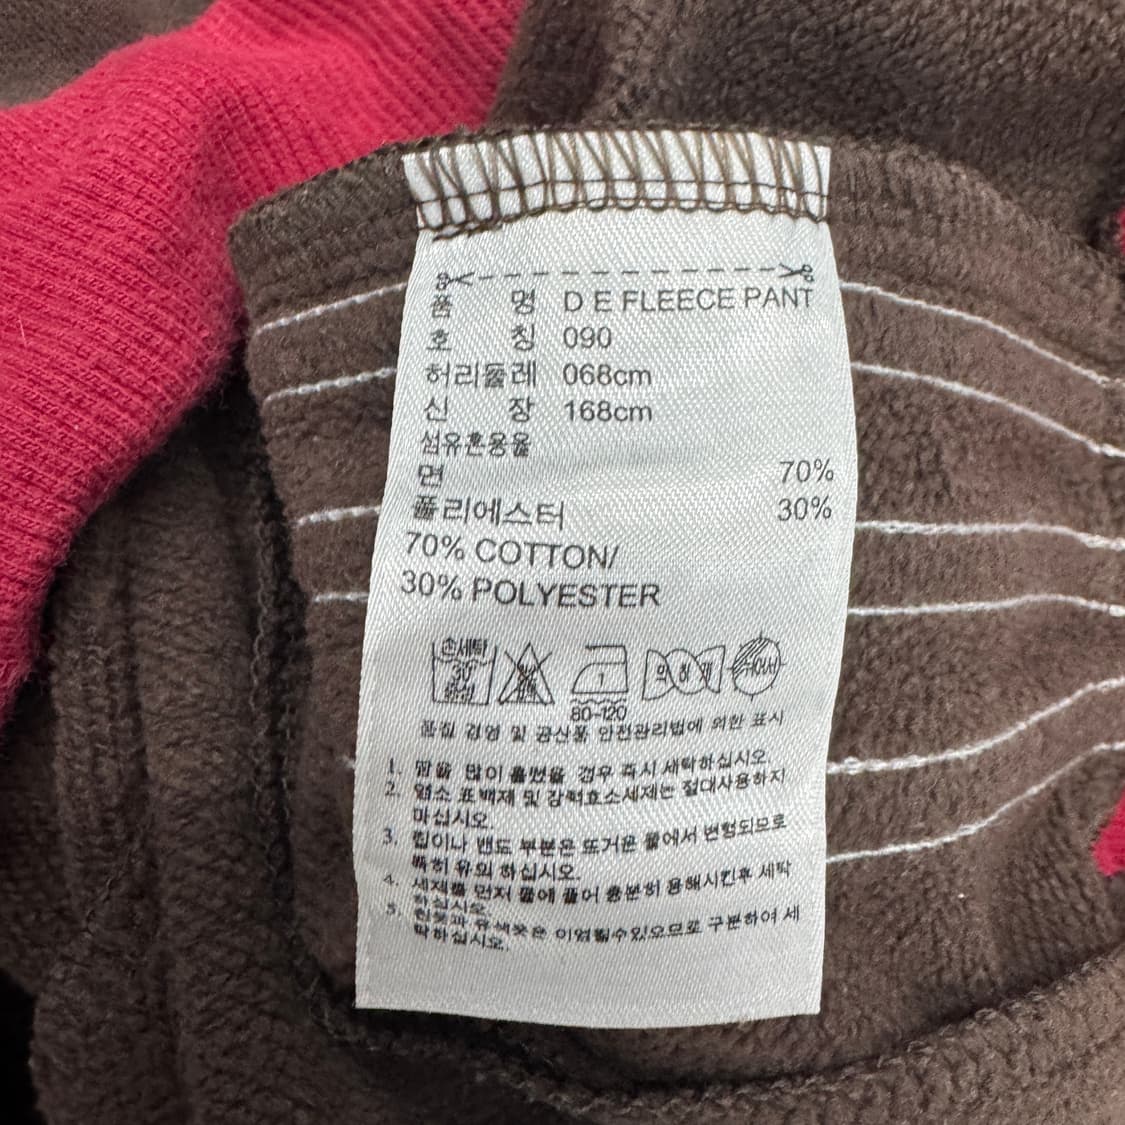 품 명 D E FLEECE PANT
호 칭 090
허리둘레 068cm
신 장 168cm
섬유혼용율
면 70%
폴리에스터 30%
70% COTTON/
30% POLYESTER
손세탁
30°
중성
80-120
품질 경영 및 공산품 안전관리법에 의한 표시
1. 땀을 많이 흘렸을 경우 즉시 세탁하십시오.
2. 염소 표백제 및 강력효소세제는 절대사용하지
마십시오.
3. 찝이나 밴드 부분은 뜨거운 물에서 변형되므로
특히 유의 하십시오.
4. 세제를 먼저 물에 풀어 충분히 용해시킨후 세탁
하십시오.
5. 흰옷과 유색옷은 이염될수있으므로 구분하여 세
탁하십시오.